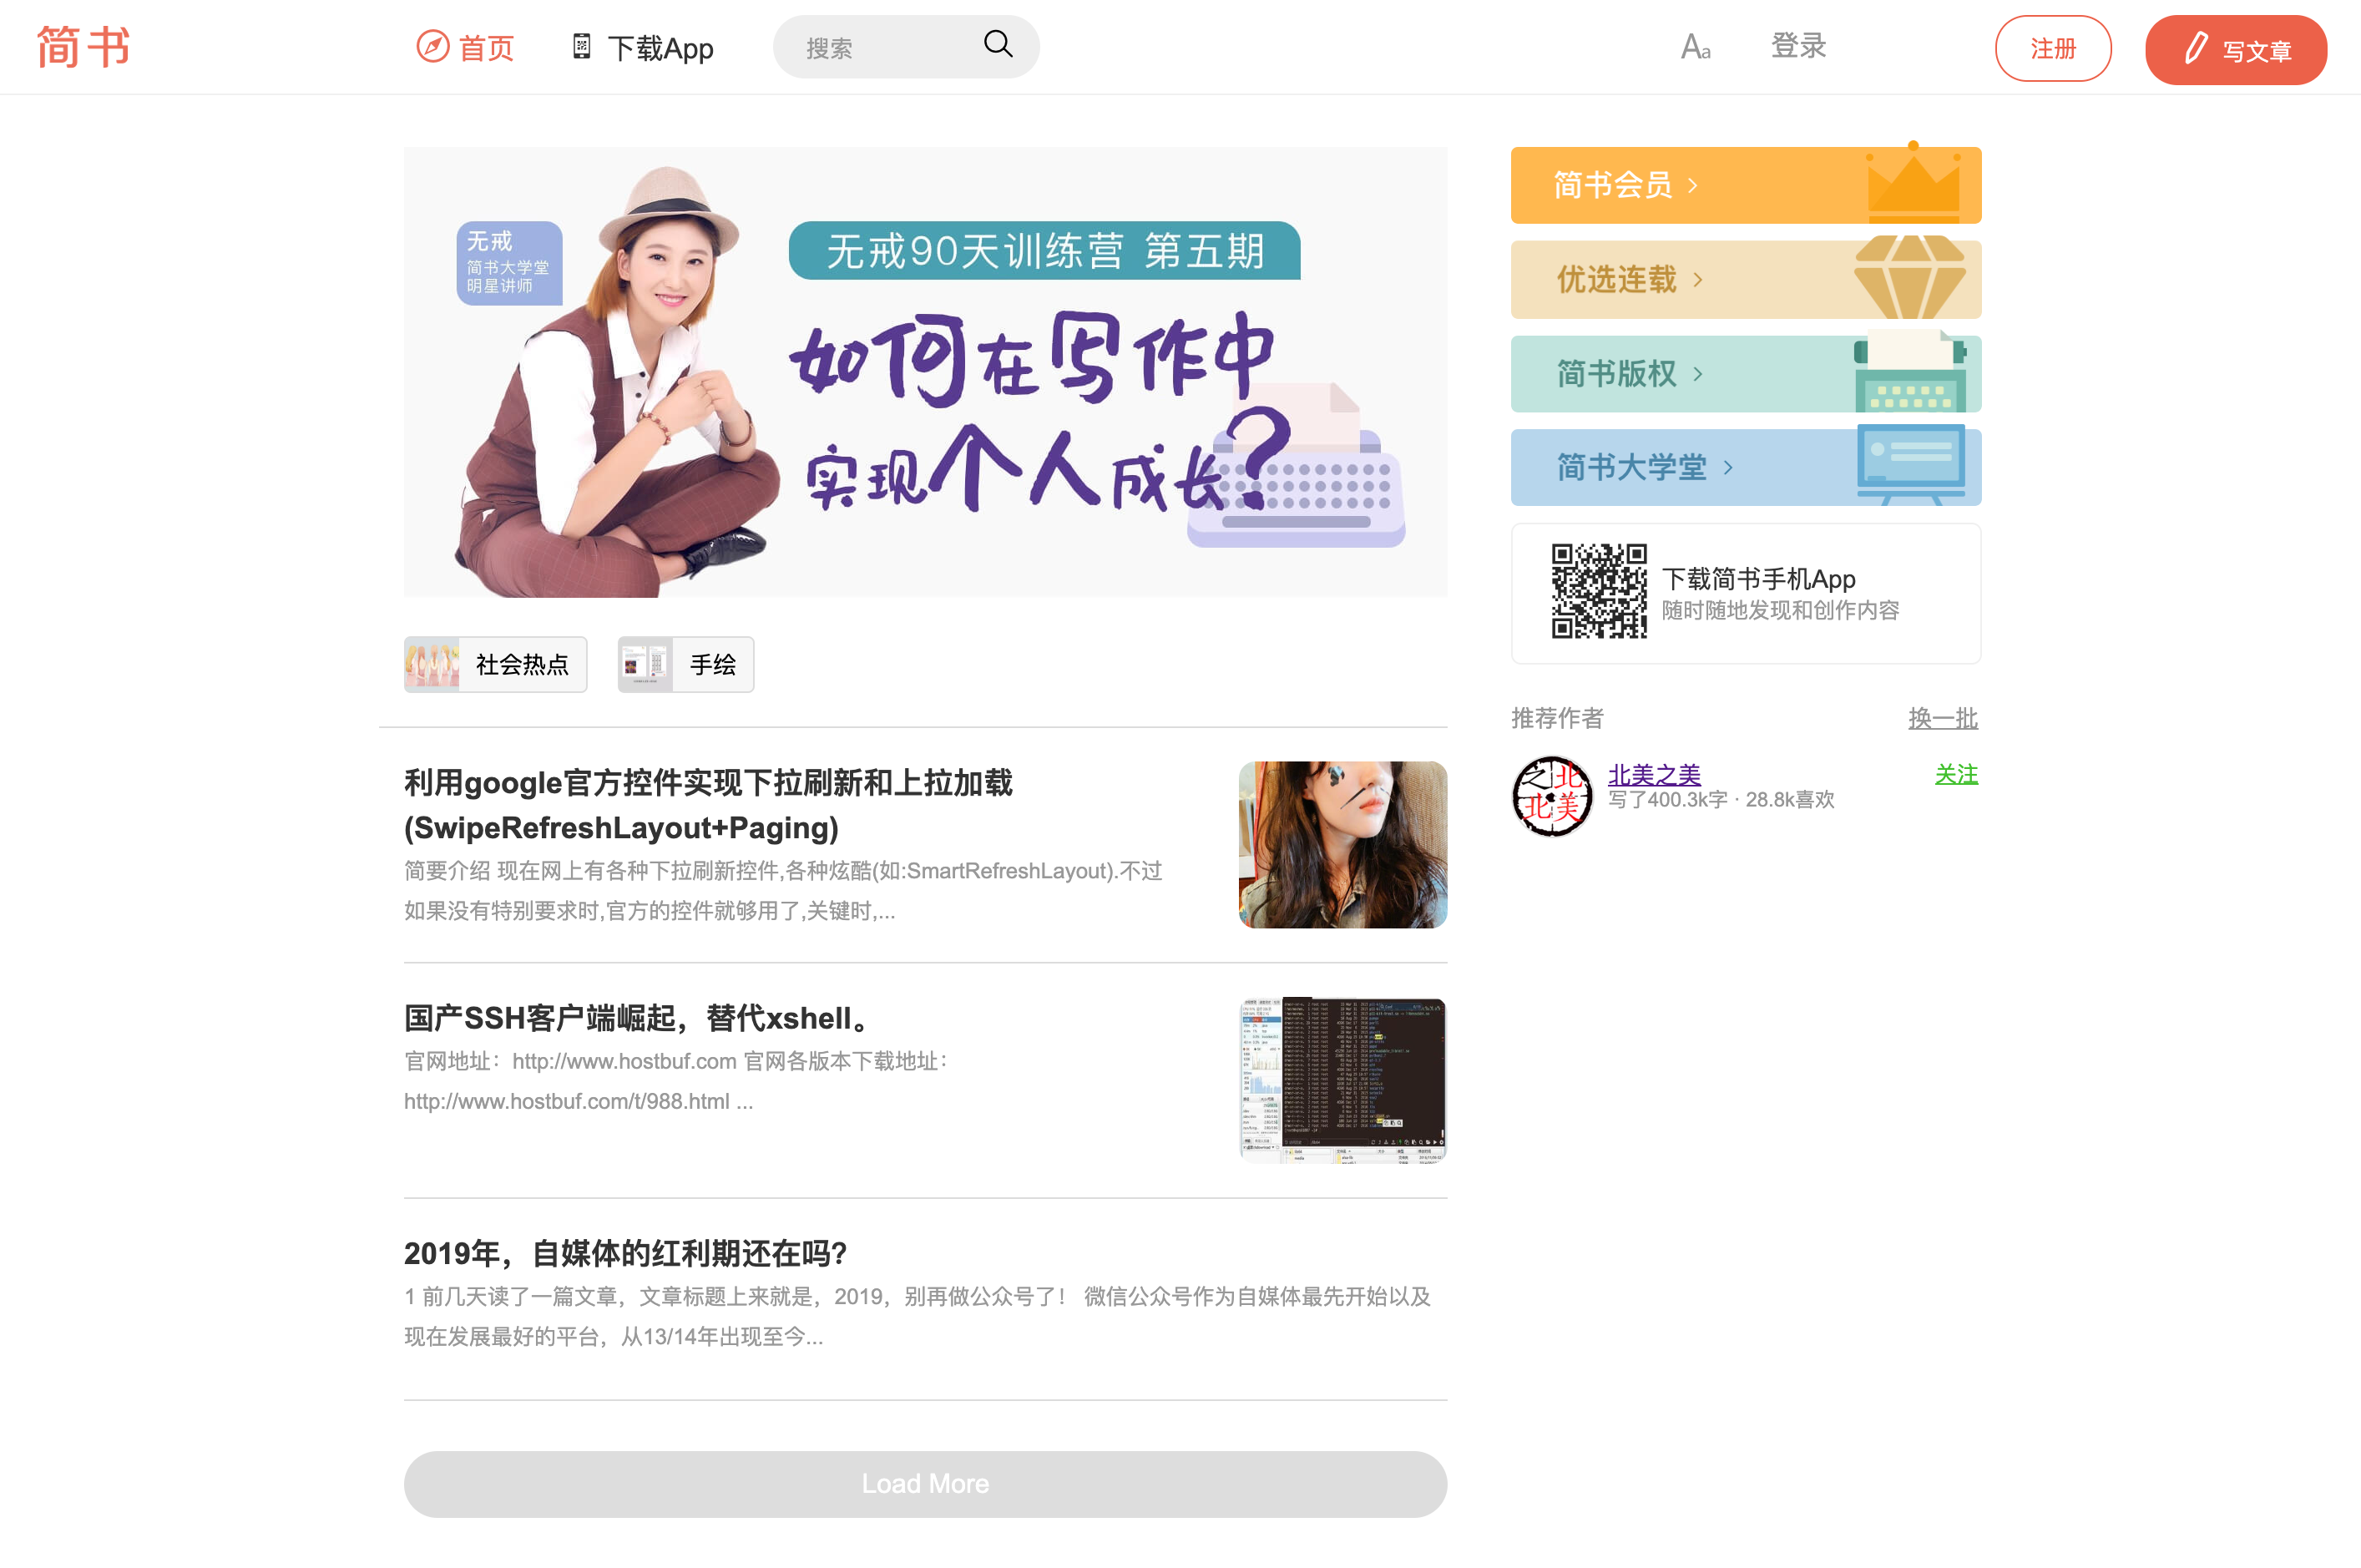 简书
首页
下载App
搜索
Aa
登录
注册
写文章
无戒
简书大学堂
明星讲师
无戒90天训练营 第五期
如何在写作中
实现个人成长?
社会热点
手绘
利用google官方控件实现下拉刷新和上拉加载
(SwipeRefreshLayout+Paging)
简要介绍 现在网上有各种下拉刷新控件,各种炫酷(如:SmartRefreshLayout).不过
如果没有特别要求时,官方的控件就够用了,关键时,...
国产SSH客户端崛起，替代xshell。
官网地址：http://www.hostbuf.com 官网各版本下载地址：
http://www.hostbuf.com/t/988.html ...
2019年，自媒体的红利期还在吗?
1 前几天读了一篇文章，文章标题上来就是，2019，别再做公众号了！ 微信公众号作为自媒体最先开始以及
现在发展最好的平台，从13/14年出现至今...
Load More
简书会员
优选连载
简书版权
简书大学堂
下载简书手机App
随时随地发现和创作内容
推荐作者
换一批
之北
北美
北美之美
关注
写了400.3k字 · 28.8k喜欢